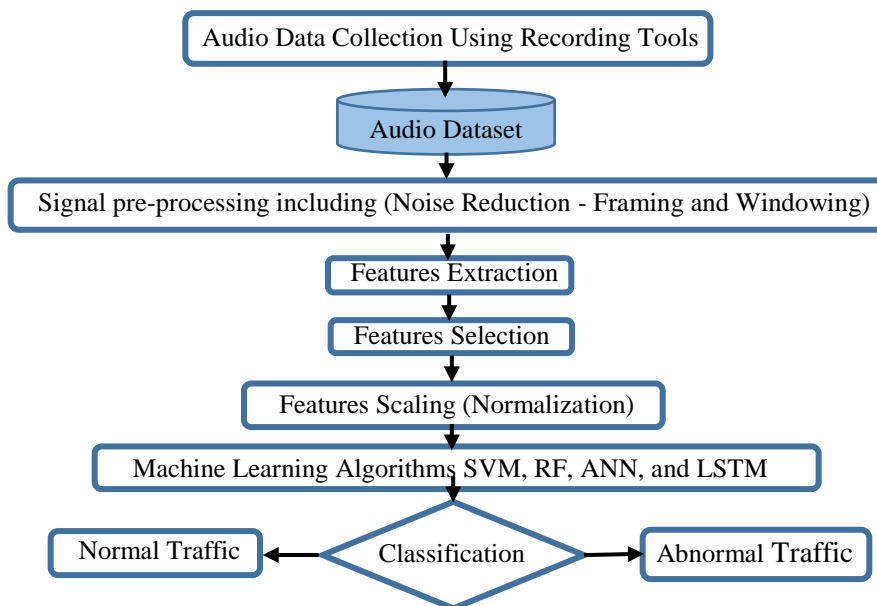 Audio Data Collection Using Recording Tools
Audio Dataset
Signal pre-processing including (Noise Reduction - Framing and Windowing)
Features Extraction
Features Selection
Features Scaling (Normalization)
Machine Learning Algorithms SVM, RF, ANN, and LSTM
Normal Traffic
Classification
Abnormal Traffic